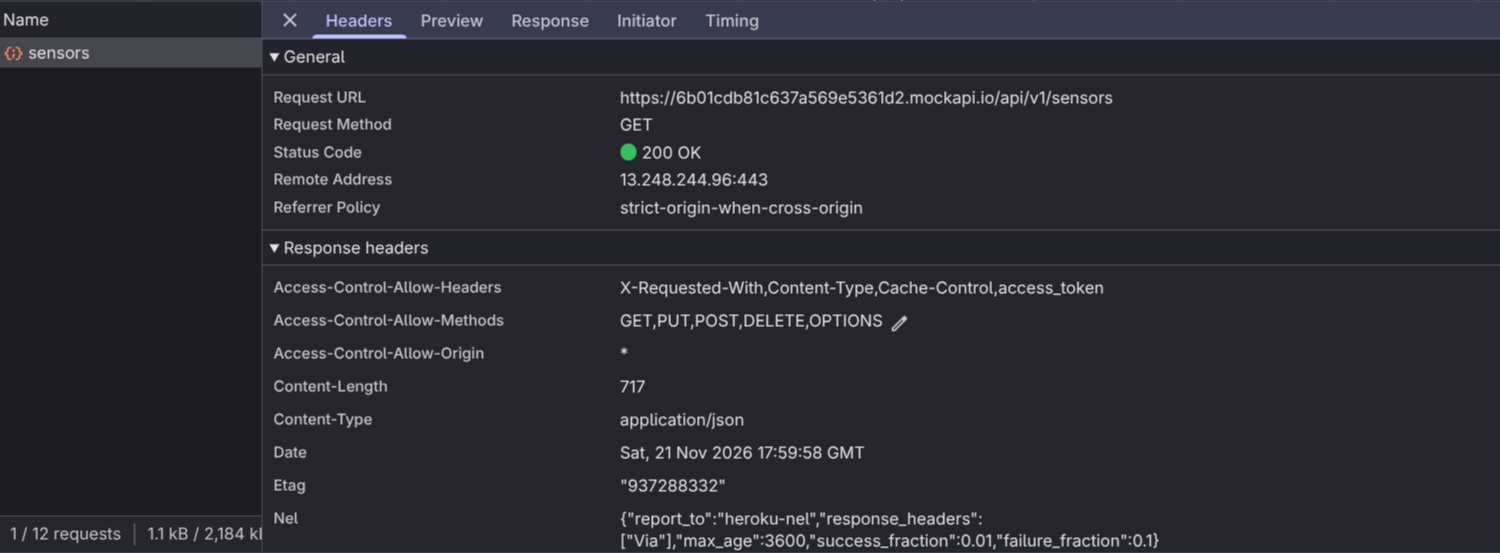 Name
sensors
1 / 12 requests
1.1 kB / 2,184 k
Headers
Preview
Response
Initiator
Timing
General
Request URL
https://6b01cdb81c637a569e5361d2.mockapi.io/api/v1/sensors
Request Method
GET
Status Code
200 OK
Remote Address
13.248.244.96:443
Referrer Policy
strict-origin-when-cross-origin
Response headers
Access-Control-Allow-Headers
X-Requested-With,Content-Type,Cache-Control,access_token
Access-Control-Allow-Methods
GET,PUT,POST,DELETE,OPTIONS
Access-Control-Allow-Origin
*
Content-Length
717
Content-Type
application/json
Date
Sat, 21 Nov 2026 17:59:58 GMT
Etag
"937288332"
Nel
{"report_to":"heroku-nel","response_headers":
["Via"],"max_age":3600,"success_fraction":0.01,"failure_fraction":0.1}